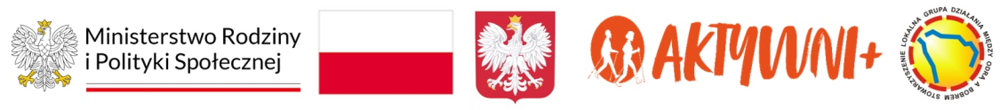 Ministerstwo Rodziny
i Polityki Społecznej
AKTYWNI+
STOWARZYSZENIE LOKALNA GRUPA DZIAŁANIA MIĘDZY ODRĄ A BOBREM